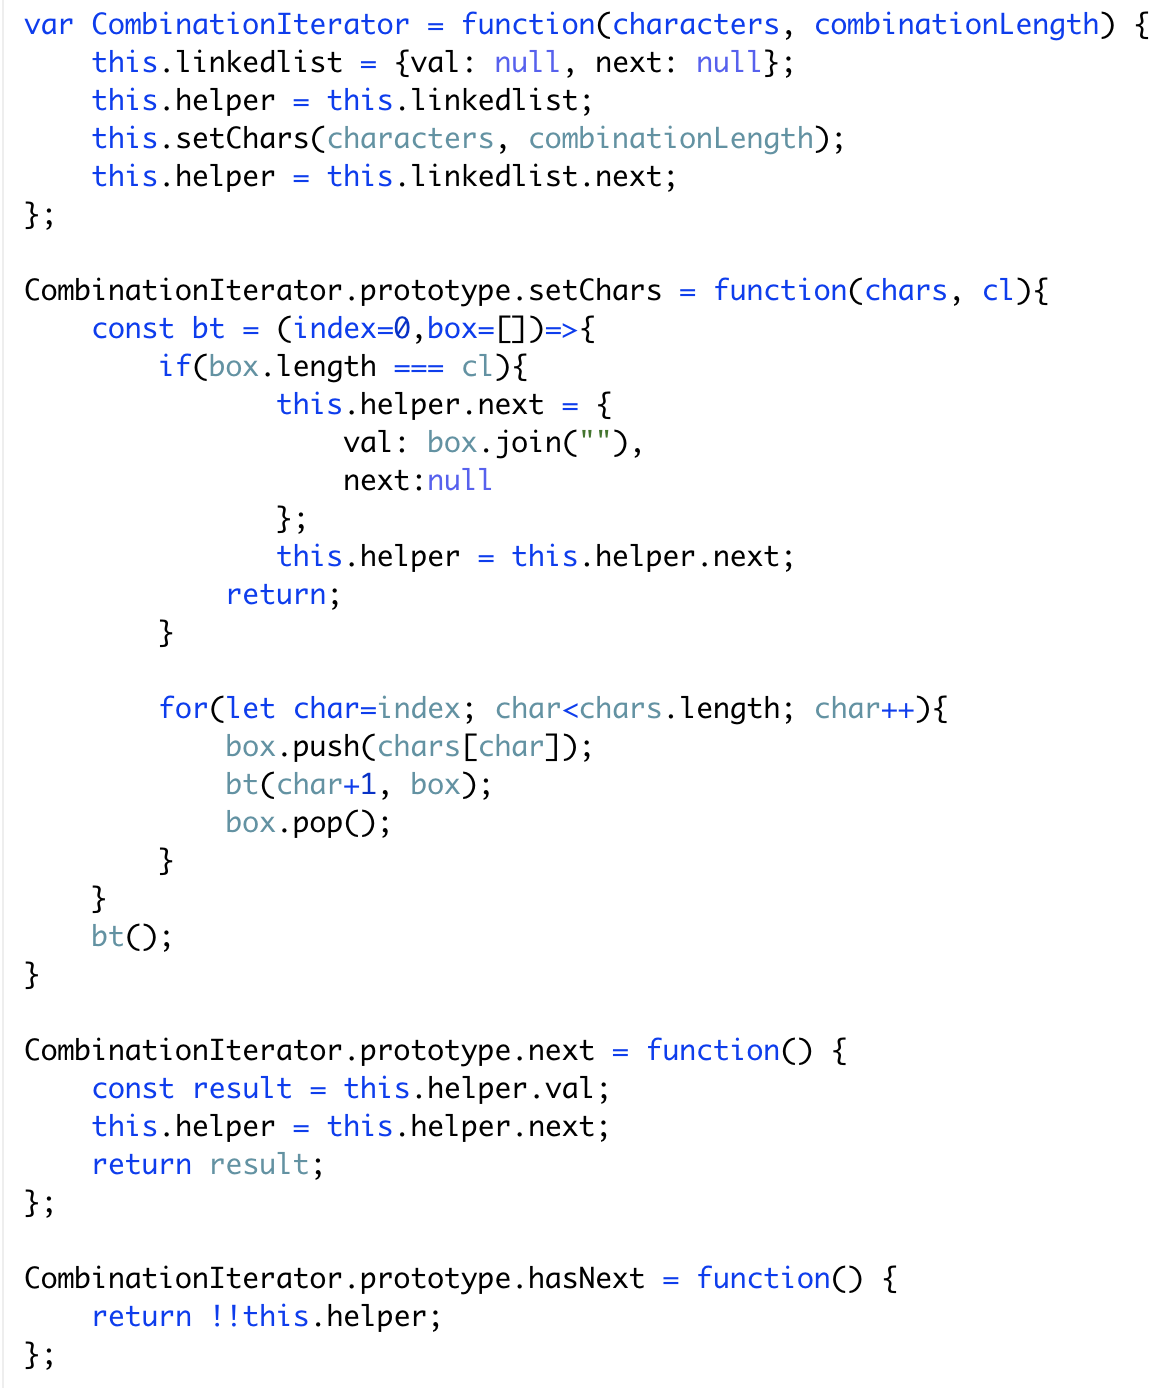 var CombinationIterator = function(characters, combinationLength) {
    this.linkedlist = {val: null, next: null};
    this.helper = this.linkedlist;
    this.setChars(characters, combinationLength);
    this.helper = this.linkedlist.next;
};

CombinationIterator.prototype.setChars = function(chars, cl){
    const bt = (index=0,box=[])=>{
        if(box.length === cl){
               this.helper.next = {
                   val: box.join(""),
                   next:null
               };
               this.helper = this.helper.next;
            return;
        }

        for(let char=index; char<chars.length; char++){
            box.push(chars[char]);
            bt(char+1, box);
            box.pop();
        }
    }
    bt();
}

CombinationIterator.prototype.next = function() {
    const result = this.helper.val;
    this.helper = this.helper.next;
    return result;
};

CombinationIterator.prototype.hasNext = function() {
    return !!this.helper;
};